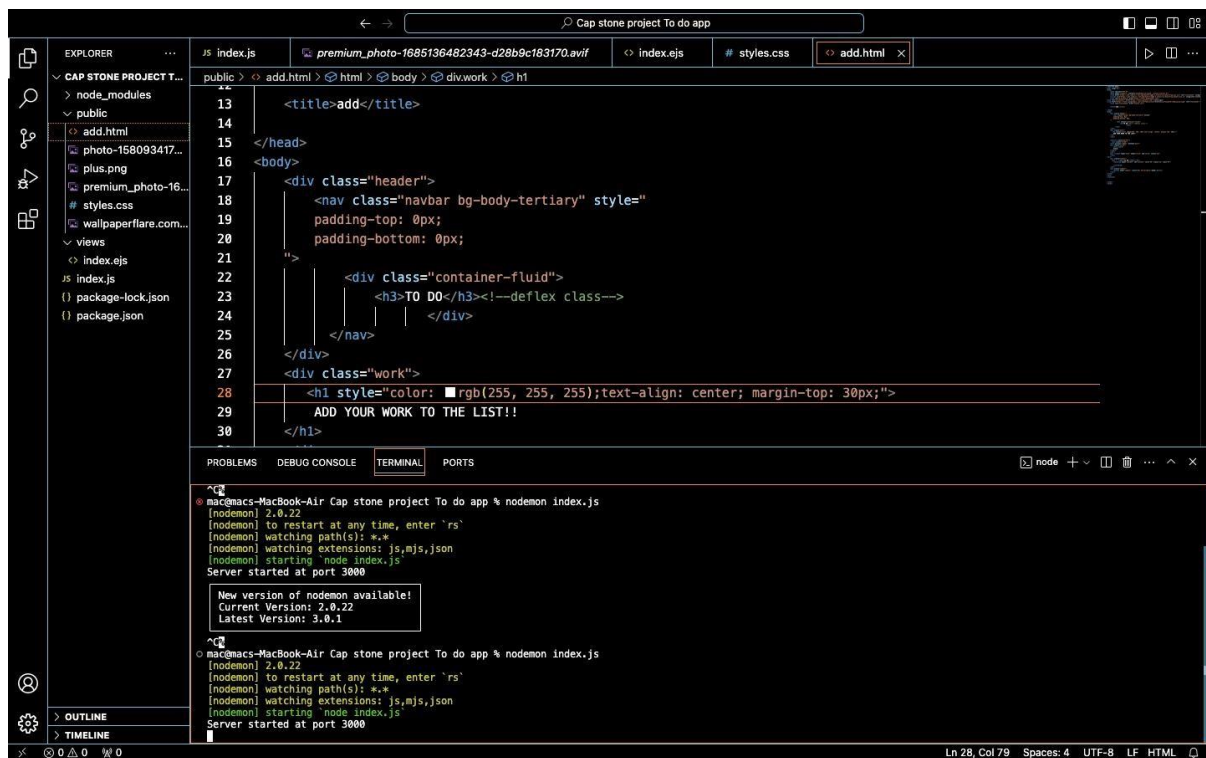 Cap stone project To do app
EXPLORER
JS index.js
premium_photo-1685136482343-d28b9c183170.avif
<> index.ejs
# styles.css
<> add.html
CAP STONE PROJECT T...
public > <> add.html > html > body > div.work > h1
> node_modules
public
<> add.html
photo-158093417...
plus.png
premium_photo-16...
# styles.css
wallpaperflare.com...
views
<> index.ejs
JS index.js
{} package-lock.json
{} package.json
OUTLINE
TIMELINE
12
13 <title>add</title>
14
15 </head>
16 <body>
17 <div class="header">
18 <nav class="navbar bg-body-tertiary" style="
19 padding-top: 0px;
20 padding-bottom: 0px;
21 ">
22 <div class="container-fluid">
23 <h3>TO DO</h3><!--deflex class-->
24 </div>
25 </nav>
26 </div>
27 <div class="work">
28 <h1 style="color: rgb(255, 255, 255);text-align: center; margin-top: 30px;">
29 ADD YOUR WORK TO THE LIST!!
30 </h1>
PROBLEMS DEBUG CONSOLE TERMINAL PORTS
node
^C
mac@macs-MacBook-Air Cap stone project To do app % nodemon index.js
[nodemon] 2.0.22
[nodemon] to restart at any time, enter `rs`
[nodemon] watching path(s): *.*
[nodemon] watching extensions: js,mjs,json
[nodemon] starting `node index.js`
Server started at port 3000
New version of nodemon available!
Current Version: 2.0.22
Latest Version: 3.0.1
^C
mac@macs-MacBook-Air Cap stone project To do app % nodemon index.js
[nodemon] 2.0.22
[nodemon] to restart at any time, enter `rs`
[nodemon] watching path(s): *.*
[nodemon] watching extensions: js,mjs,json
[nodemon] starting `node index.js`
Server started at port 3000
0 0 0
Ln 28, Col 79 Spaces: 4 UTF-8 LF HTML